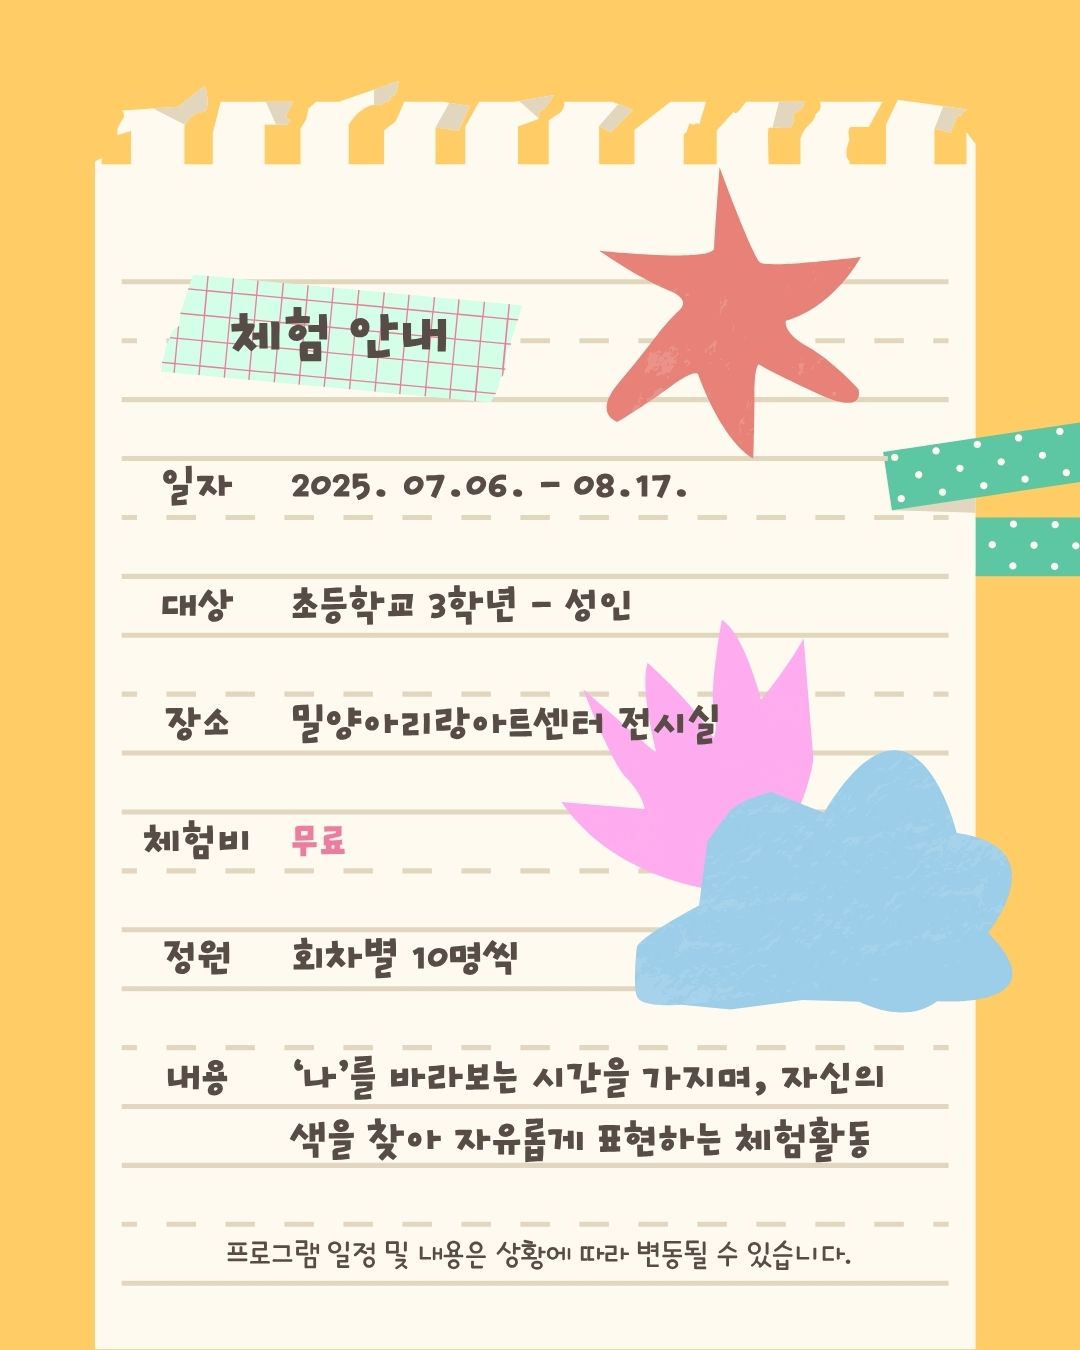 체험 안내
일자 2025. 07.06. - 08.17.
대상 초등학교 3학년 - 성인
장소 밀양아리랑아트센터 전시실
체험비 무료
정원 회차별 10명씩
내용 ‘나’를 바라보는 시간을 가지며, 자신의
색을 찾아 자유롭게 표현하는 체험활동
프로그램 일정 및 내용은 상황에 따라 변동될 수 있습니다.